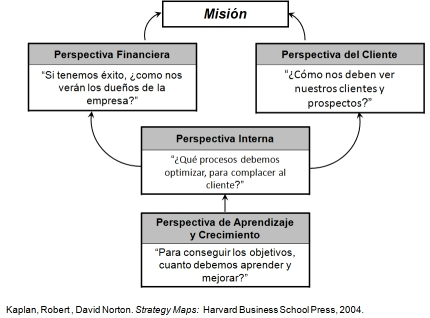 Misión
Perspectiva Financiera
“Si tenemos éxito, ¿como nos
verán los dueños de la
empresa?”
Perspectiva del Cliente
“¿Cómo nos deben ver
nuestros clientes y
prospectos?”
Perspectiva Interna
“¿Qué procesos debemos
optimizar, para complacer al
cliente?”
Perspectiva de Aprendizaje
y Crecimiento
“Para conseguir los objetivos,
cuanto debemos aprender y
mejorar?”
Kaplan, Robert, David Norton. Strategy Maps: Harvard Business School Press, 2004.